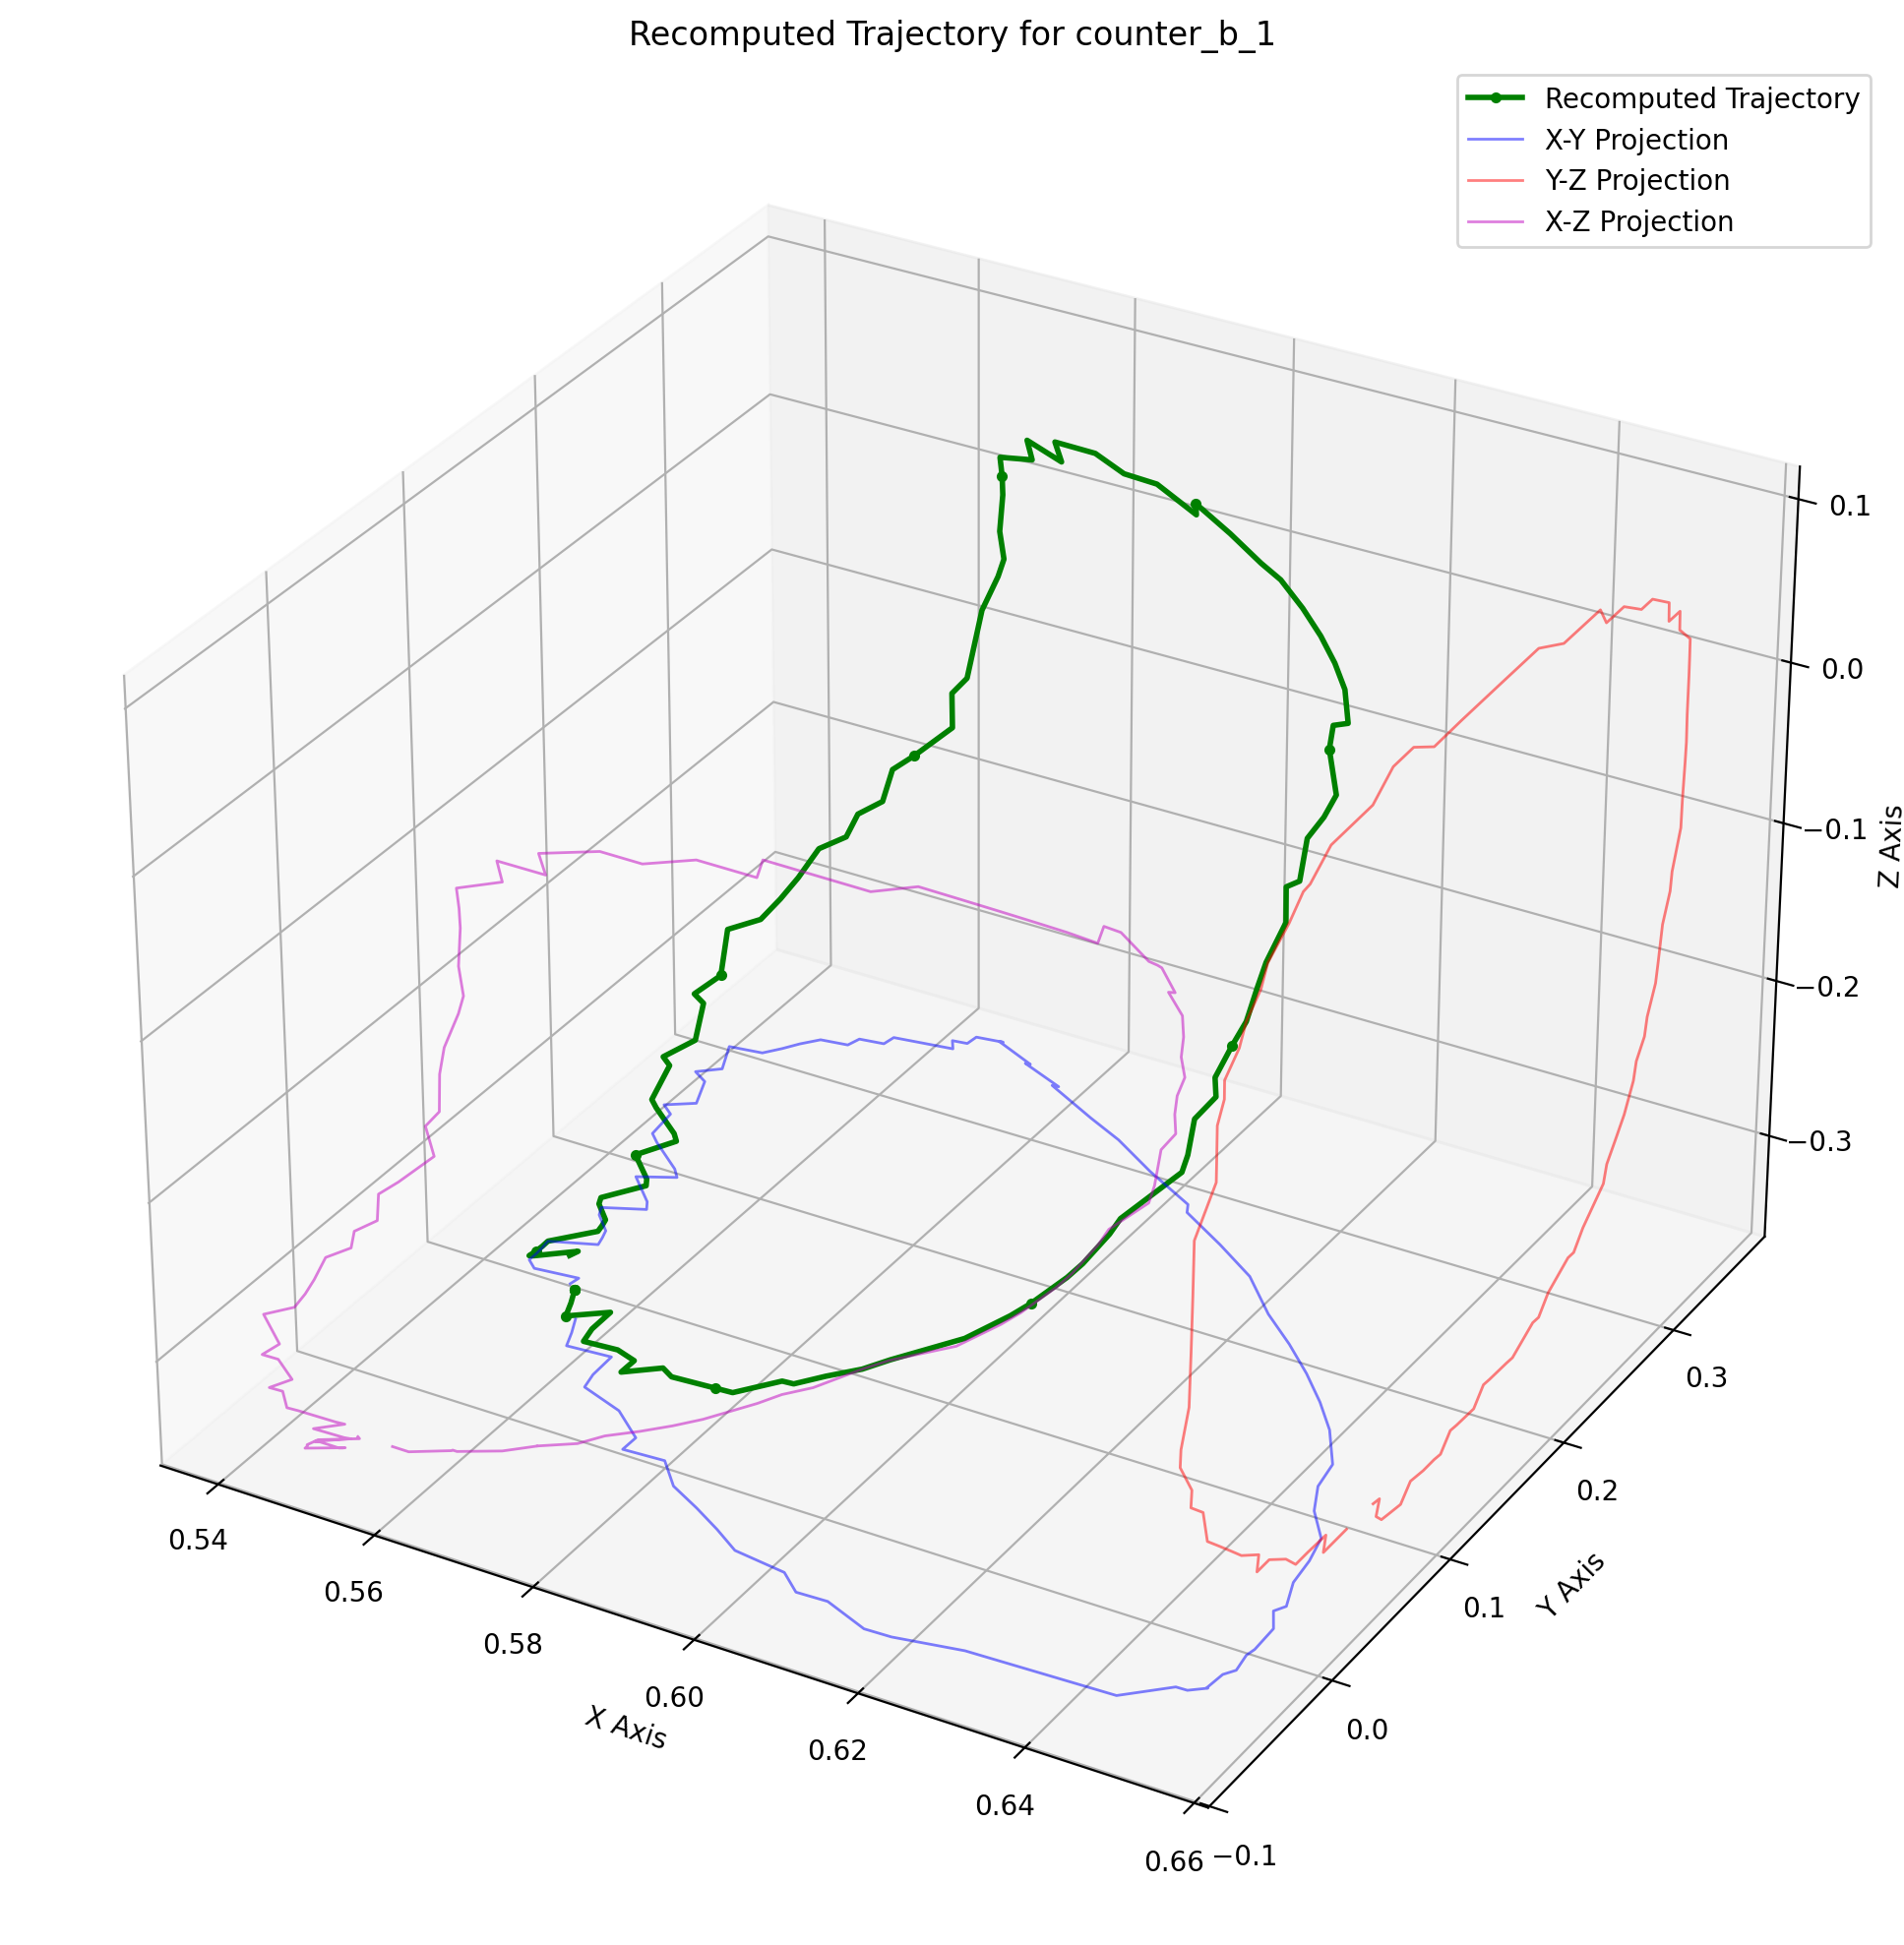 Recomputed Trajectory for counter_b_1
Recomputed Trajectory
X-Y Projection
Y-Z Projection
X-Z Projection
0.1
0.0
−0.1
−0.2
−0.3
Z Axis
0.3
0.2
0.1
0.0
−0.1
Y Axis
0.54
0.56
0.58
0.60
0.62
0.64
0.66
X Axis